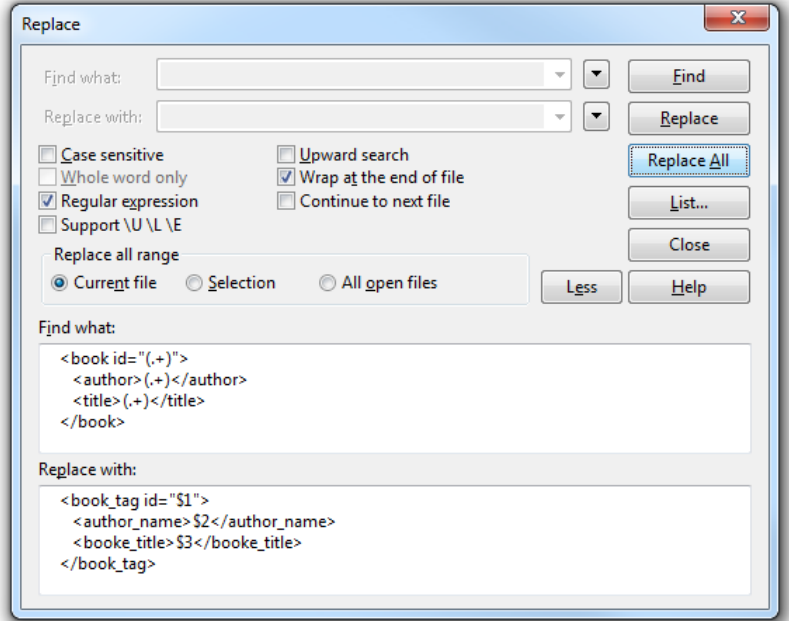 Replace
Find what:
Find
Replace with:
Replace
Case sensitive
Upward search
Replace All
Whole word only
Wrap at the end of file
Regular expression
Continue to next file
List...
Support \U \L \E
Replace all range
Close
Current file
Selection
All open files
Less
Help
Find what:
<book id="(.+)">
<author>(.+)</author>
<title>(.+)</title>
</book>
Replace with:
<book_tag id="$1">
<author_name>$2</author_name>
<booke_title>$3</booke_title>
</book_tag>